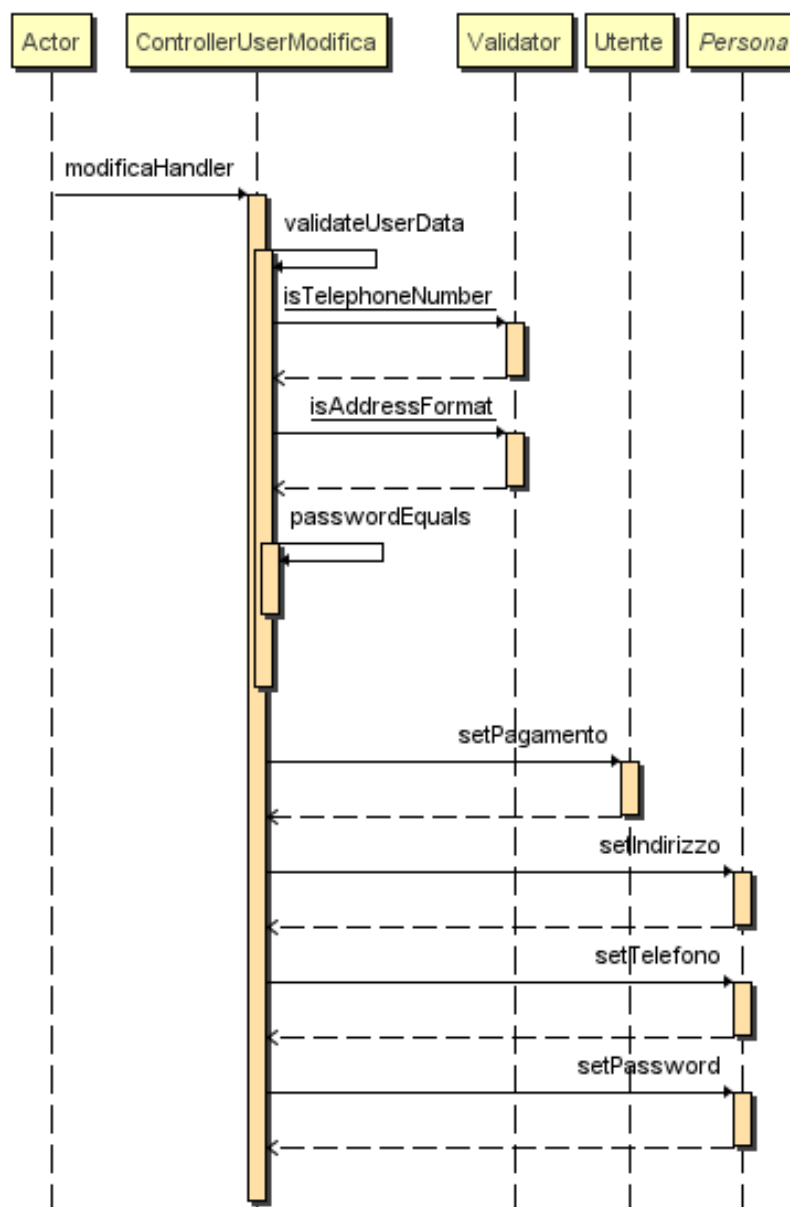 Actor
ControllerUserModifica
Validator
Utente
Persona
modificaHandler
validateUserData
isTelephoneNumber
isAddressFormat
passwordEquals
setPagamento
setIndirizzo
setTelefono
setPassword